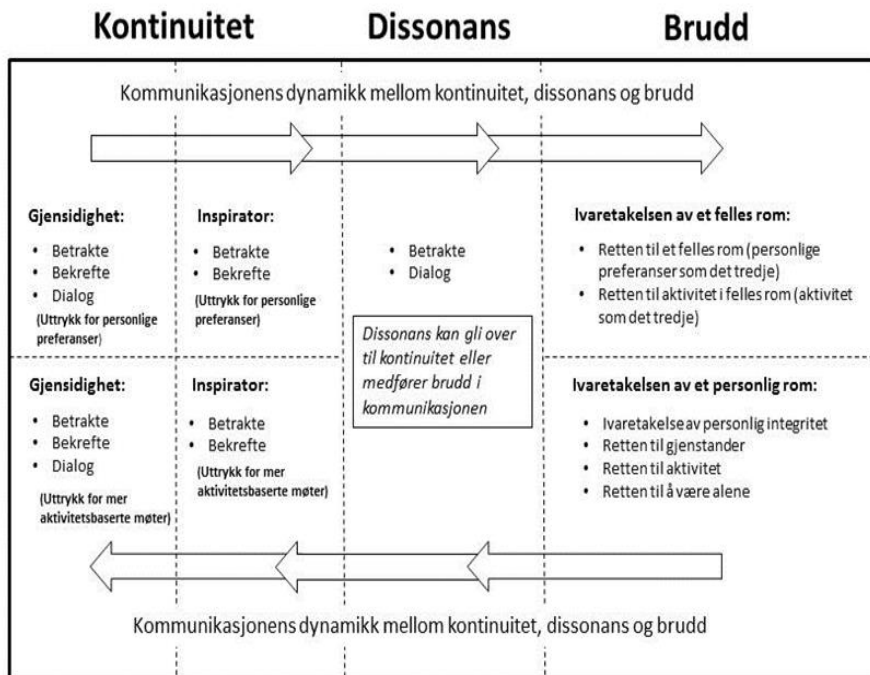 Kontinuitet Dissonans Brudd
Kommunikasjonens dynamikk mellom kontinuitet, dissonans og brudd
Gjensidighet:
• Betrakte
• Bekrefte
• Dialog
(Uttrykk for personlige
preferanser)
Inspirator:
• Betrakte
• Bekrefte
(Uttrykk for personlige
preferanser)
• Betrakte
• Dialog
Dissonans kan gli over
til kontinuitet eller
medfører brudd i
kommunikasjonen
Ivaretakelsen av et felles rom:
• Retten til et felles rom (personlige
preferanser som det tredje)
• Retten til aktivitet i felles rom (aktivitet
som det tredje)
Gjensidighet:
• Betrakte
• Bekrefte
• Dialog
(Uttrykk for mer
aktivitetsbaserte møter)
Inspirator:
• Betrakte
• Bekrefte
(Uttrykk for mer
aktivitetsbaserte møter)
Ivaretakelsen av et personlig rom:
• Ivaretakelse av personlig integritet
• Retten til gjenstander
• Retten til aktivitet
• Retten til å være alene
Kommunikasjonens dynamikk mellom kontinuitet, dissonans og brudd